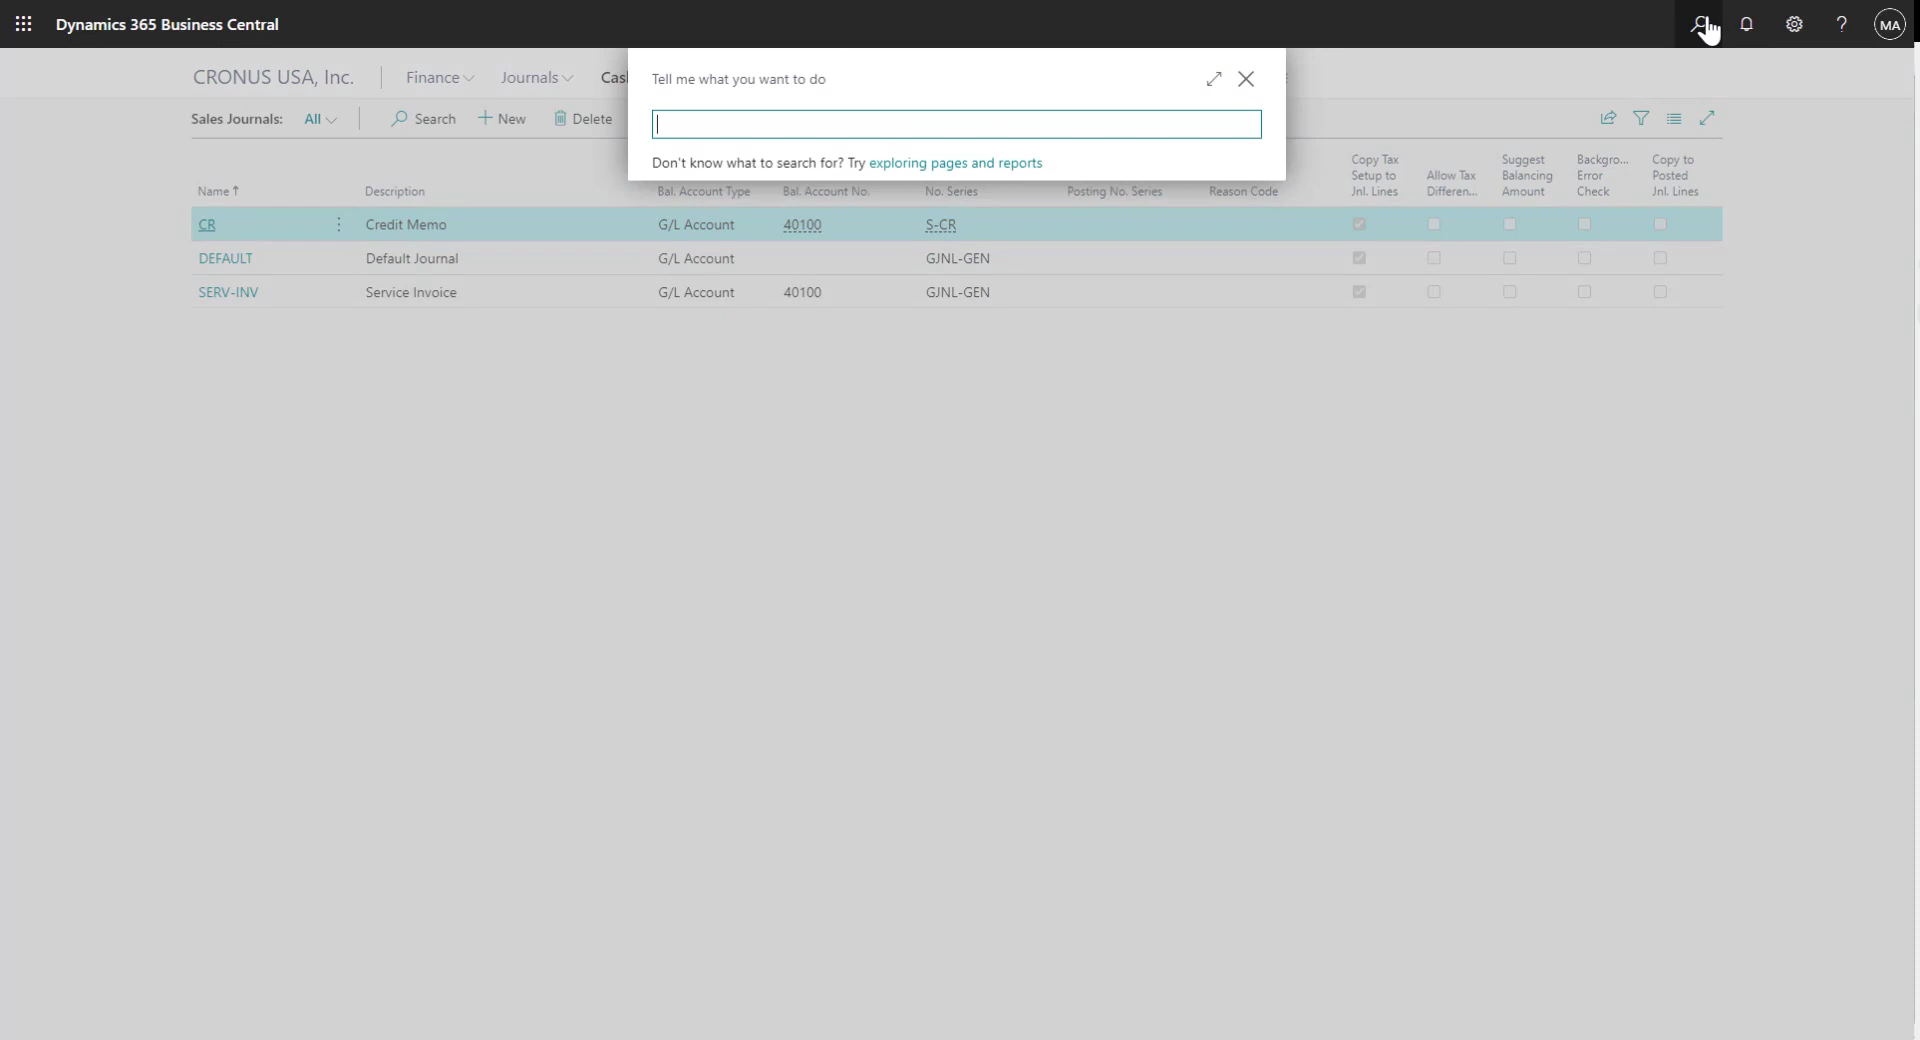 Dynamics 365 Business Central
MA
CRONUS USA, Inc.
Finance
Journals
Tell me what you want to do
Sales Journals:
All
Search
New
Delete
Don't know what to search for? Try exploring pages and reports
Name
Description
Bal. Account Type
Bal. Account No.
No. Series
Posting No. Series
Reason Code
Copy Tax
Setup to
Jnl. Lines
Allow Tax
Differen...
Suggest
Balancing
Amount
Backgro...
Error
Check
Copy to
Posted
Jnl. Lines
CR Credit Memo G/L Account 40100 S-CR
DEFAULT Default Journal G/L Account GJNL-GEN
SERV-INV Service Invoice G/L Account 40100 GJNL-GEN